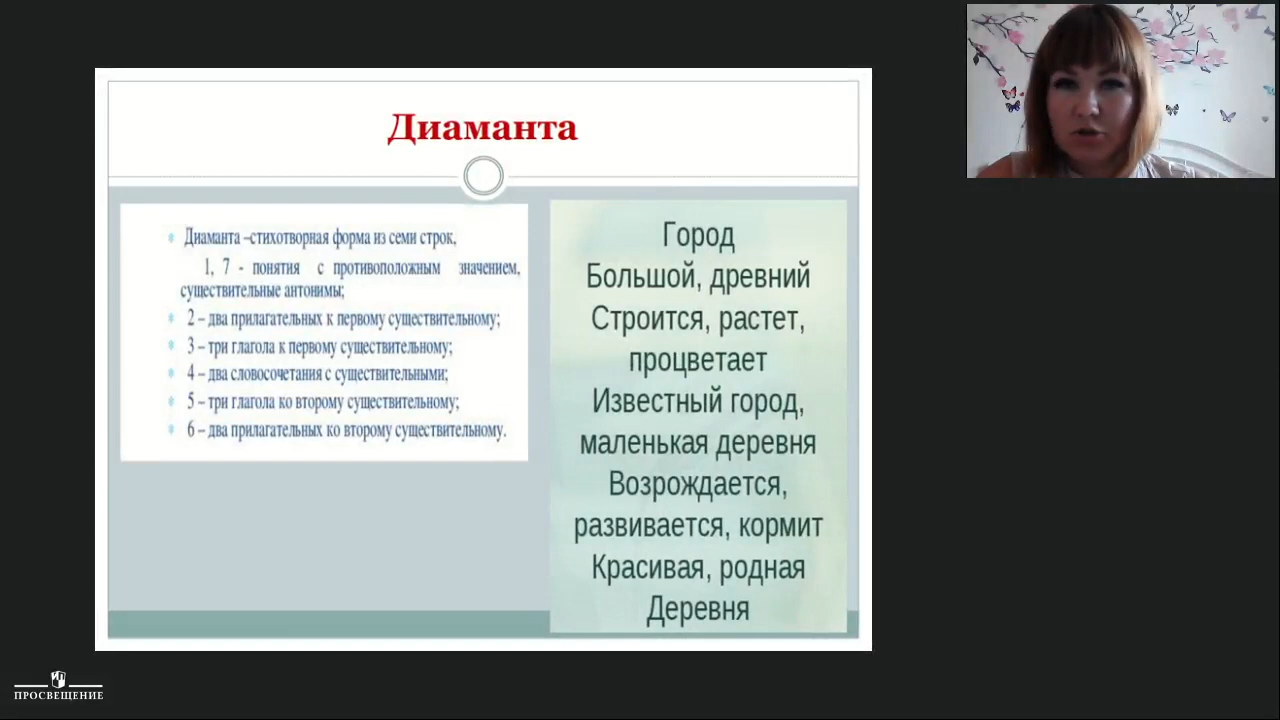 Диаманта
Диаманта –стихотворная форма из семи строк,
1, 7 - понятия с противоположным значением,
существительные антонимы;
2 – два прилагательных к первому существительному;
3 – три глагола к первому существительному;
4 – два словосочетания с существительными;
5 – три глагола ко второму существительному;
6 – два прилагательных ко второму существительному.
Город
Большой, древний
Строится, растет,
процветает
Известный город,
маленькая деревня
Возрождается,
развивается, кормит
Красивая, родная
Деревня
ПРОСВЕЩЕНИЕ